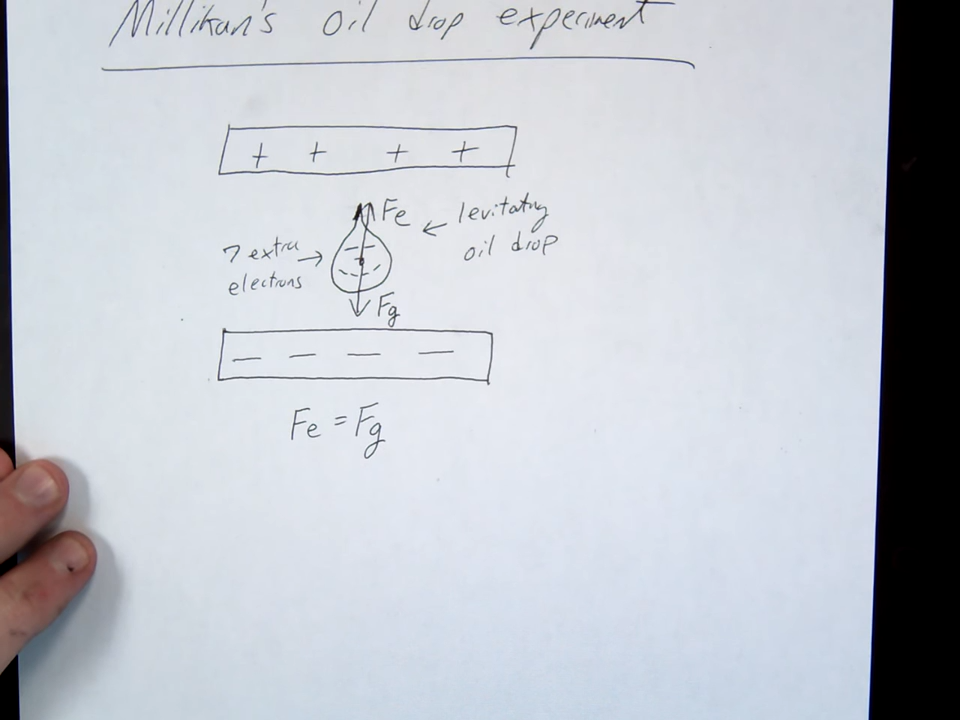 Millikan's oil drop experiment
+ + + +
Fe
levitating
oil drop
7 extra
electrons
Fg
— — — —
Fe = Fg